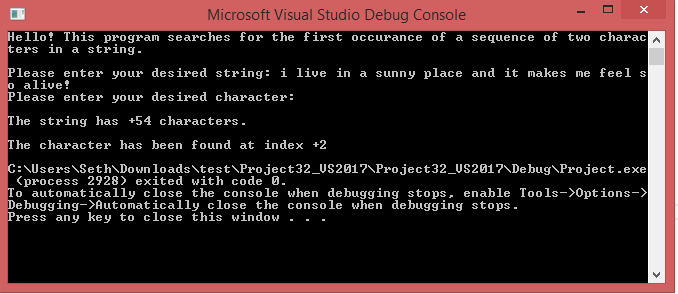 Microsoft Visual Studio Debug Console
Hello! This program searches for the first occurance of a sequence of two charac
ters in a string.
Please enter your desired string: i live in a sunny place and it makes me feel s
o alive!
Please enter your desired character:
The string has +54 characters.
The character has been found at index +2
C:\Users\Seth\Downloads\test\Project32_VS2017\Project32_VS2017\Debug\Project.exe
(process 2928) exited with code 0.
To automatically close the console when debugging stops, enable Tools->Options->
Debugging->Automatically close the console when debugging stops.
Press any key to close this window . . .